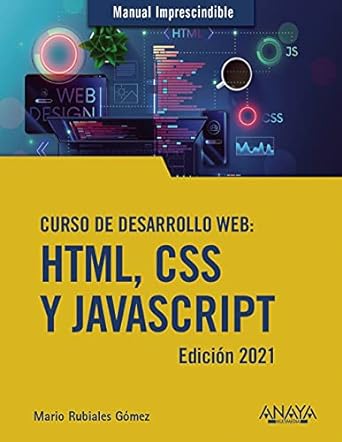 Manual Imprescindible
HTML
JS
WEB
DESIGN
CSS
CURSO DE DESARROLLO WEB:
HTML, CSS
Y JAVASCRIPT
Edición 2021
Mario Rubiales Gómez
ANAYA
MULTIMEDIA